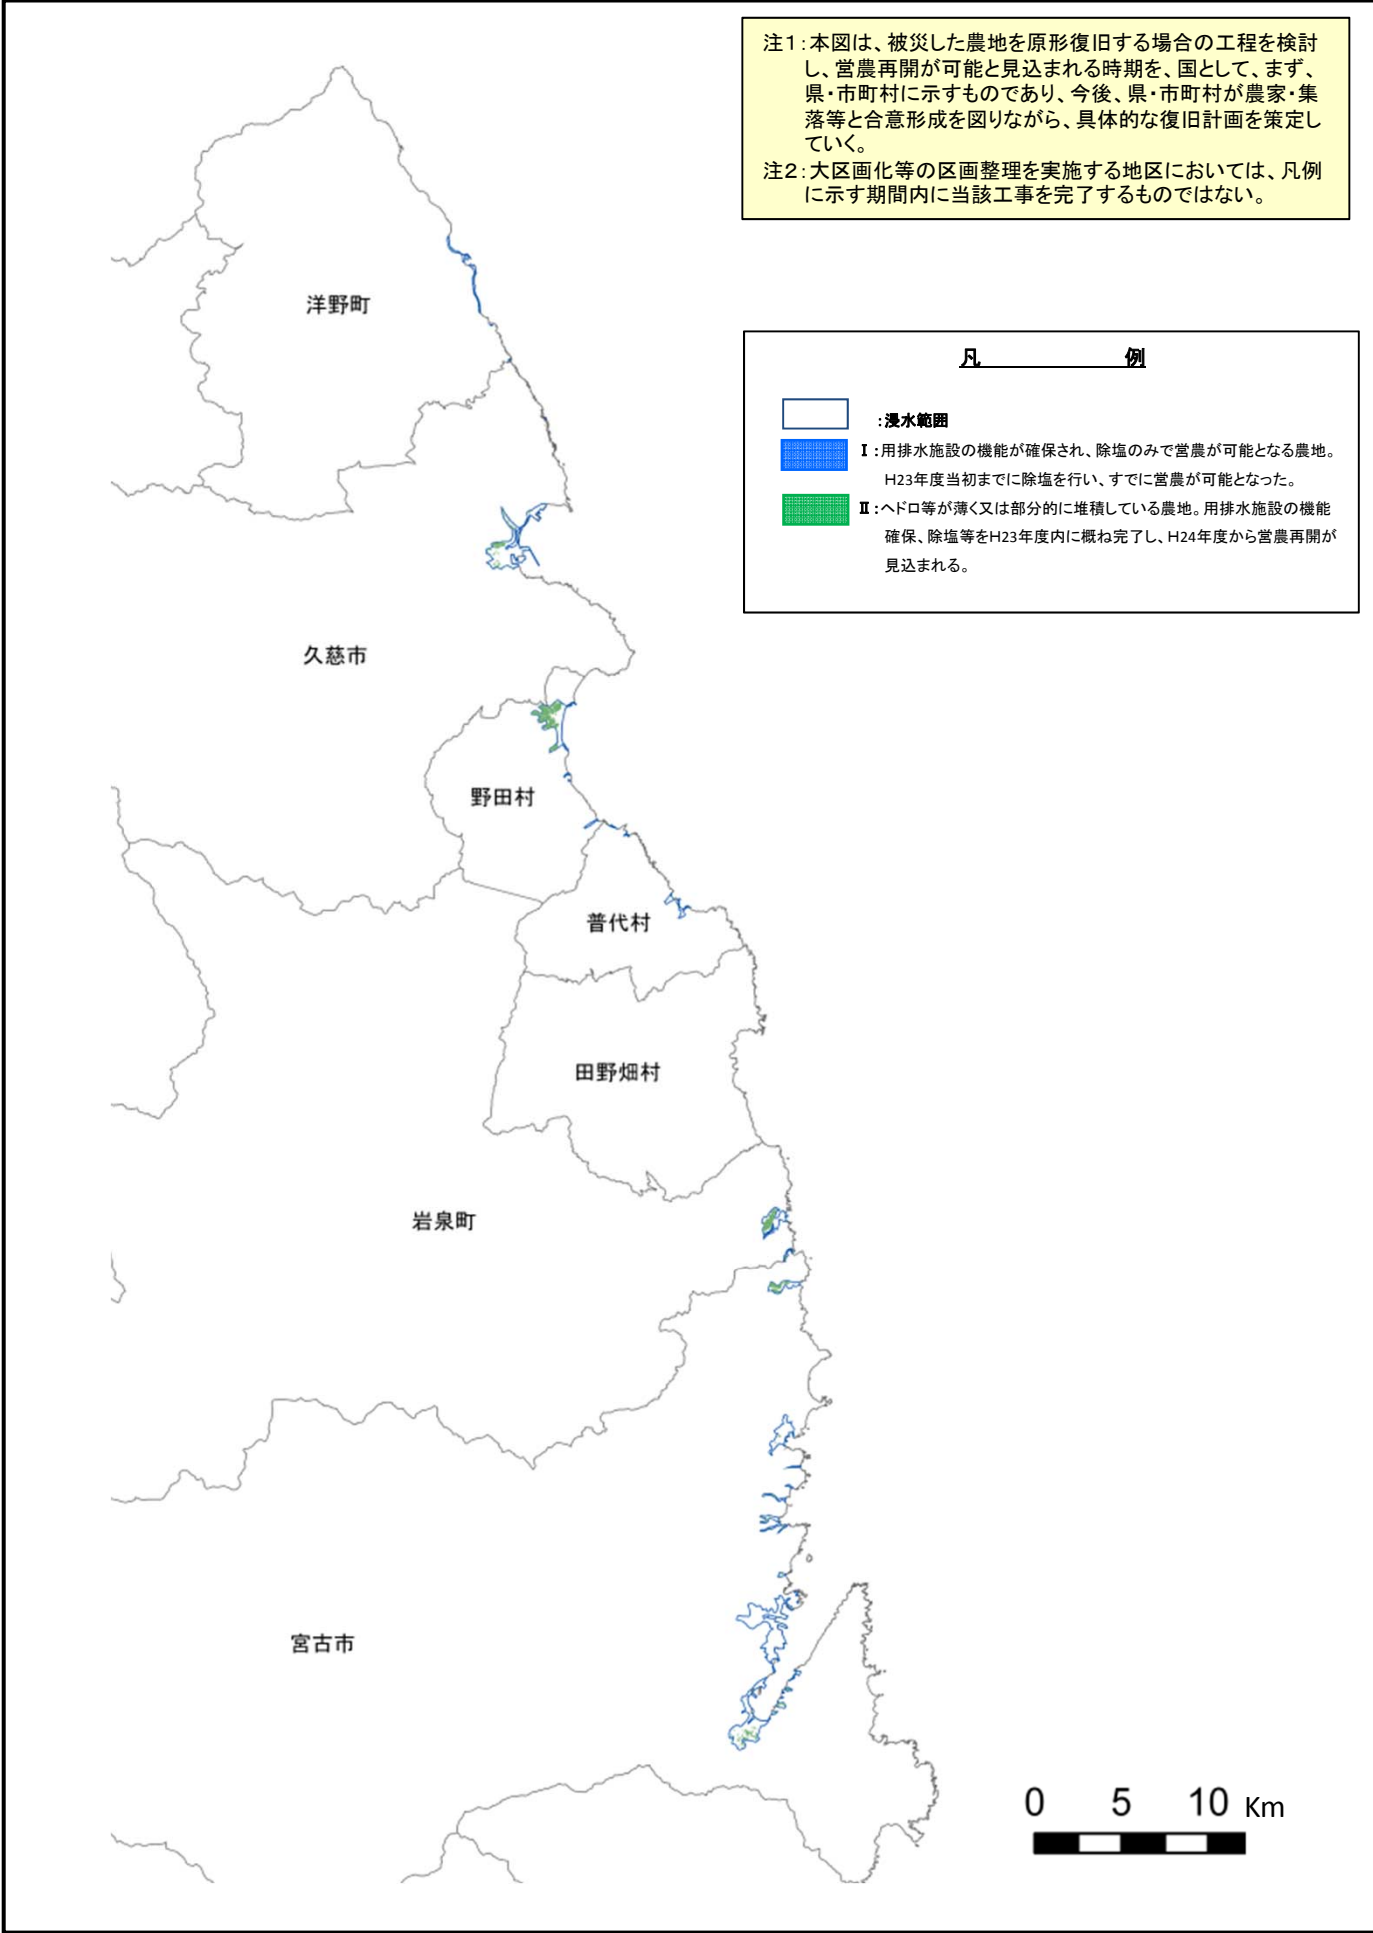 注1:本図は、被災した農地を原形復旧する場合の工程を検討
し、営農再開が可能と見込まれる時期を、国として、まず、
県・市町村に示すものであり、今後、県・市町村が農家・集
落等と合意形成を図りながら、具体的な復旧計画を策定し
ていく。
注2:大区画化等の区画整理を実施する地区においては、凡例
に示す期間内に当該工事を完了するものではない。
凡 例
:浸水範囲
Ⅰ:用排水施設の機能が確保され、除塩のみで営農が可能となる農地。
H23年度当初までに除塩を行い、すでに営農が可能となった。
Ⅱ:ヘドロ等が薄く又は部分的に堆積している農地。用排水施設の機能
確保、除塩等をH23年度内に概ね完了し、H24年度から営農再開が
見込まれる。
洋野町
久慈市
野田村
普代村
田野畑村
岩泉町
宮古市
0 5 10 Km